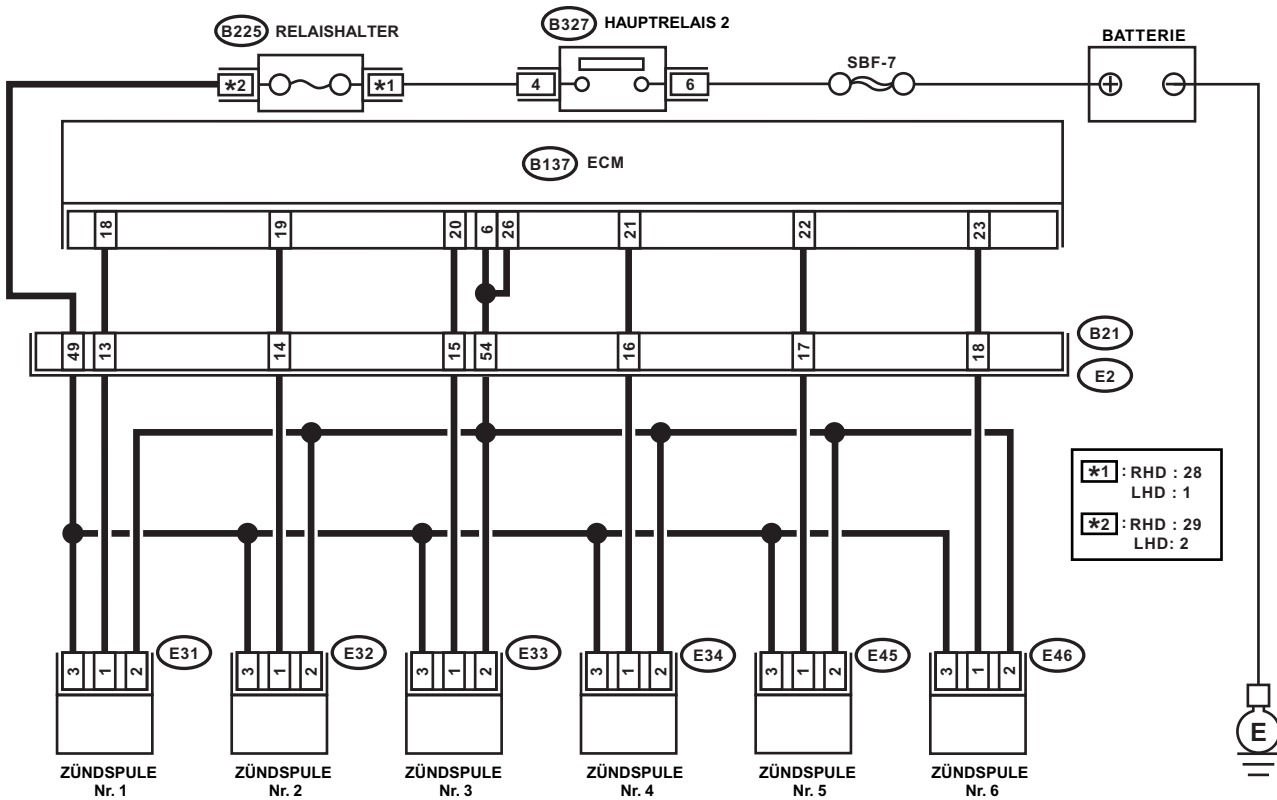 B225 RELAISHALTER
B327 HAUPTRELAIS 2
BATTERIE
SBF-7
*2
*1
4
6
+
−
B137 ECM
18
19
20
6
26
21
22
23
49
13
14
15
54
16
17
18
B21
E2
*1 : RHD : 28
LHD : 1
*2 : RHD : 29
LHD: 2
3 1 2 E31
3 1 2 E32
3 1 2 E33
3 1 2 E34
3 1 2 E45
3 1 2 E46
E
ZÜNDSPULE
Nr. 1
ZÜNDSPULE
Nr. 2
ZÜNDSPULE
Nr. 3
ZÜNDSPULE
Nr. 4
ZÜNDSPULE
Nr. 5
ZÜNDSPULE
Nr. 6